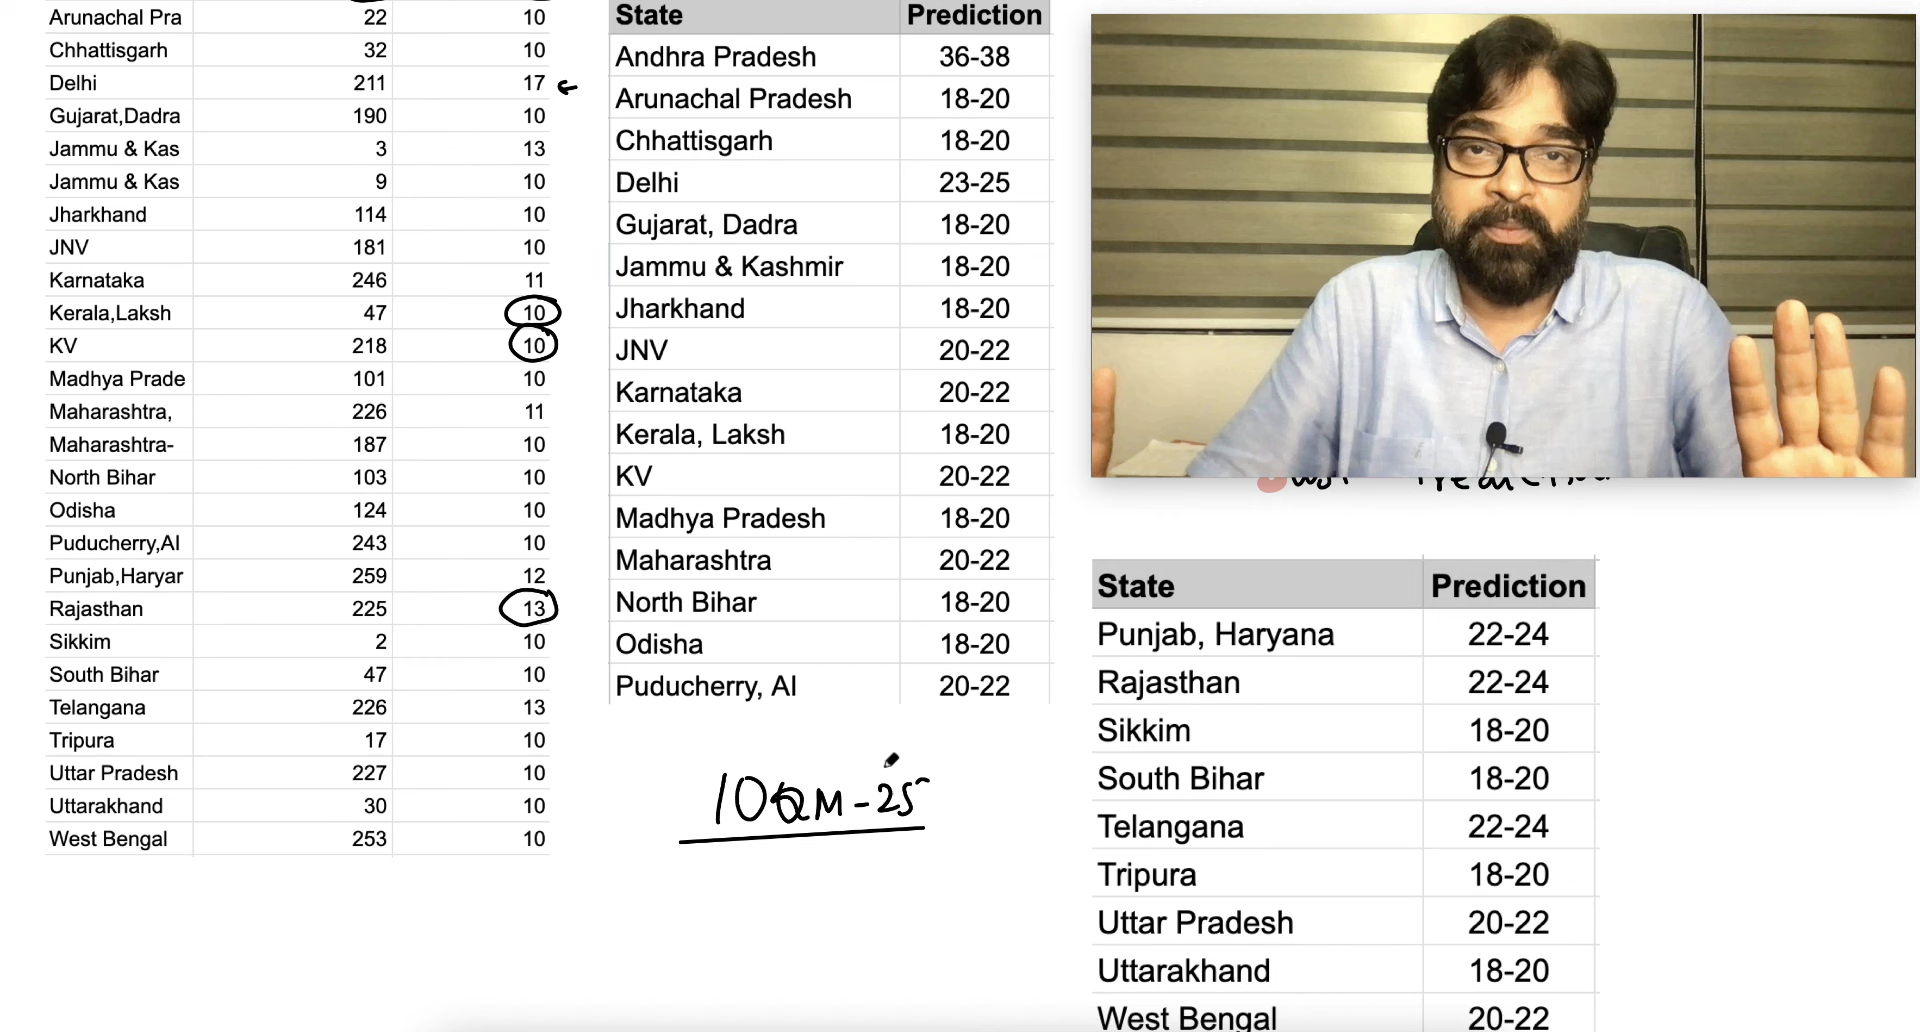 Arunachal Pra 22 10
Chhattisgarh 32 10
Delhi 211 17
Gujarat,Dadra 190 10
Jammu & Kas 3 13
Jammu & Kas 9 10
Jharkhand 114 10
JNV 181 10
Karnataka 246 11
Kerala,Laksh 47 10
KV 218 10
Madhya Prade 101 10
Maharashtra, 226 11
Maharashtra- 187 10
North Bihar 103 10
Odisha 124 10
Puducherry,Al 243 10
Punjab,Haryar 259 12
Rajasthan 225 13
Sikkim 2 10
South Bihar 47 10
Telangana 226 13
Tripura 17 10
Uttar Pradesh 227 10
Uttarakhand 30 10
West Bengal 253 10
State Prediction
Andhra Pradesh 36-38
Arunachal Pradesh 18-20
Chhattisgarh 18-20
Delhi 23-25
Gujarat, Dadra 18-20
Jammu & Kashmir 18-20
Jharkhand 18-20
JNV 20-22
Karnataka 20-22
Kerala, Laksh 18-20
KV 20-22
Madhya Pradesh 18-20
Maharashtra 20-22
North Bihar 18-20
Odisha 18-20
Puducherry, Al 20-22
10QM-25
State Prediction
Punjab, Haryana 22-24
Rajasthan 22-24
Sikkim 18-20
South Bihar 18-20
Telangana 22-24
Tripura 18-20
Uttar Pradesh 20-22
Uttarakhand 18-20
West Bengal 20-22